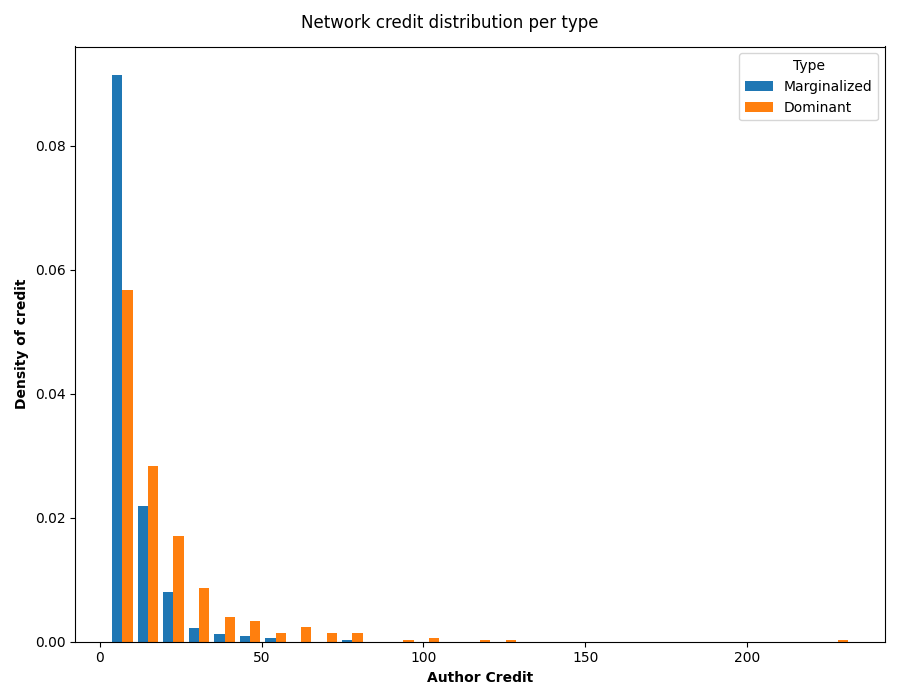 Network credit distribution per type
Type
Marginalized
Dominant
0.08
0.06
0.04
0.02
0.00
Density of credit
0
50
100
150
200
Author Credit